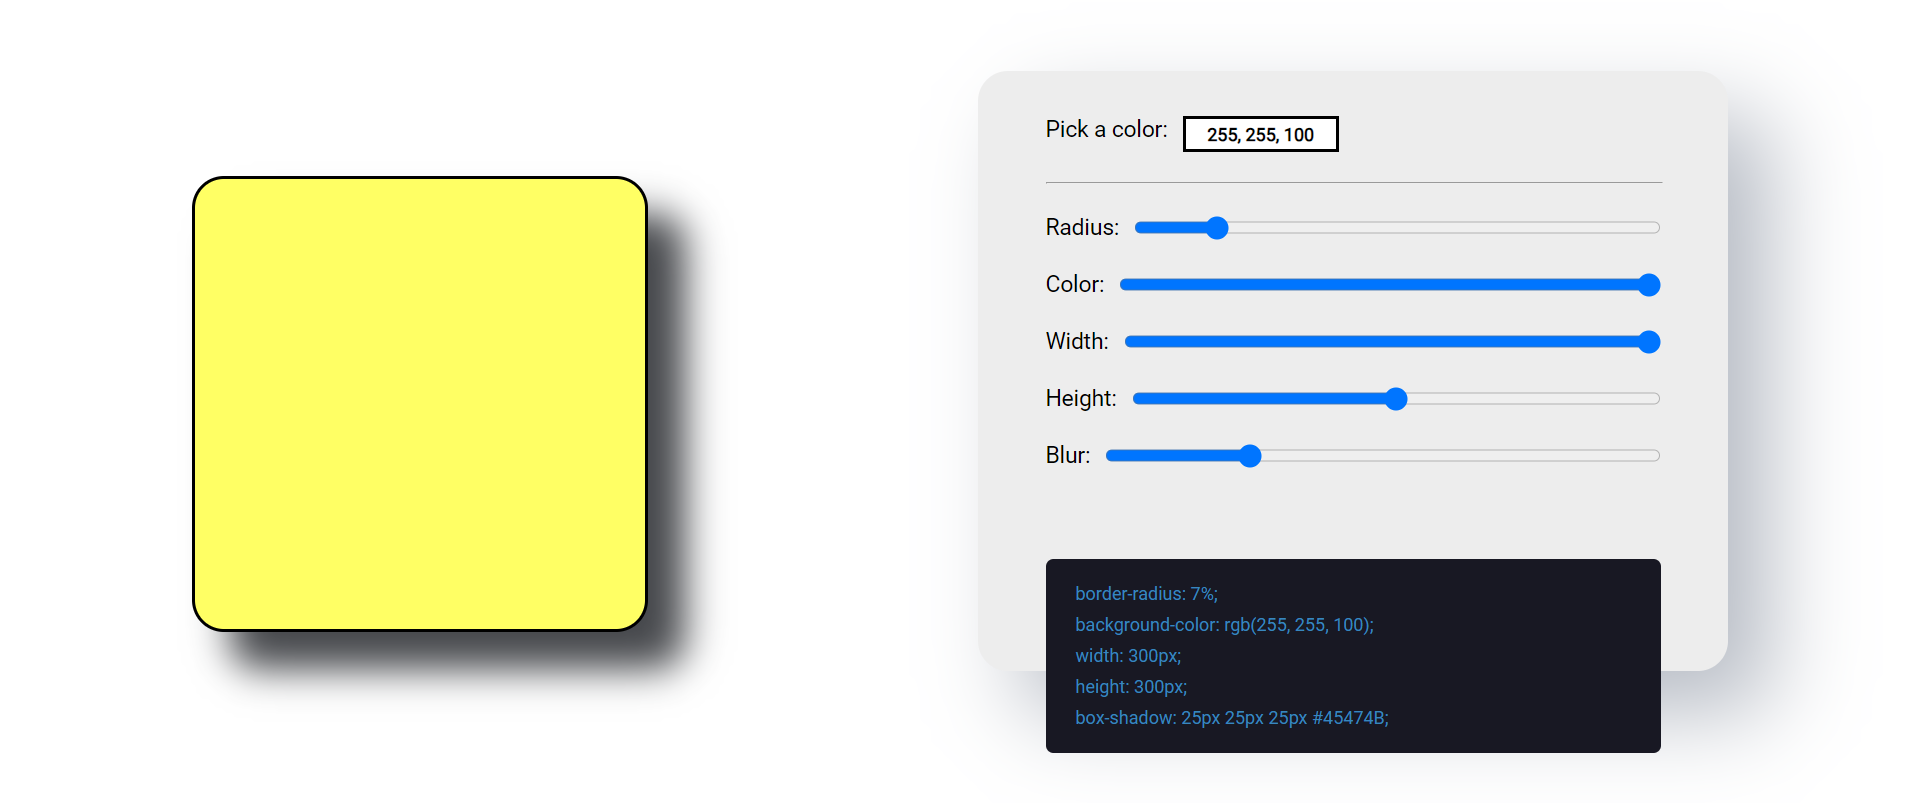 Pick a color: 255, 255, 100
Radius:
Color:
Width:
Height:
Blur:
border-radius: 7%;
background-color: rgb(255, 255, 100);
width: 300px;
height: 300px;
box-shadow: 25px 25px 25px #45474B;